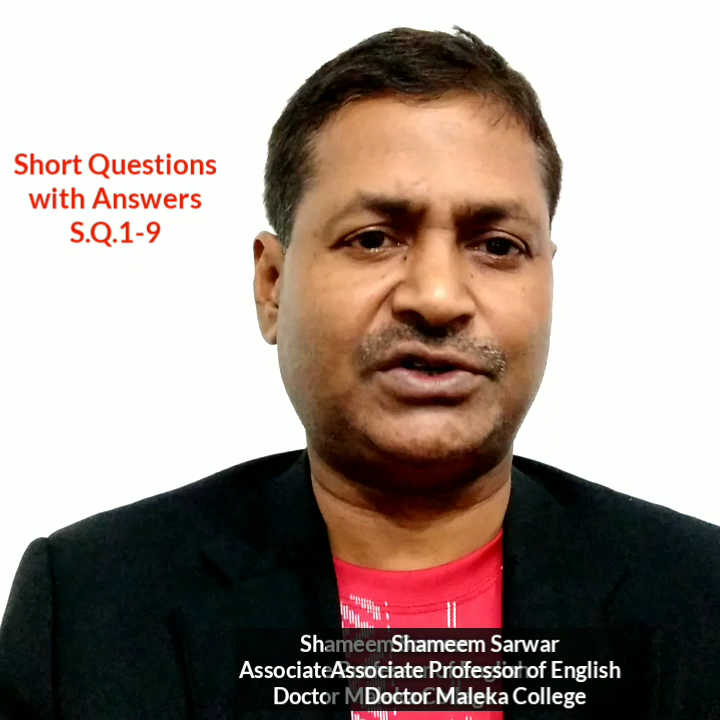 Short Questions
with Answers
S.Q.1-9
Shameem Sarwar
Associate Professor of English
Doctor Maleka College